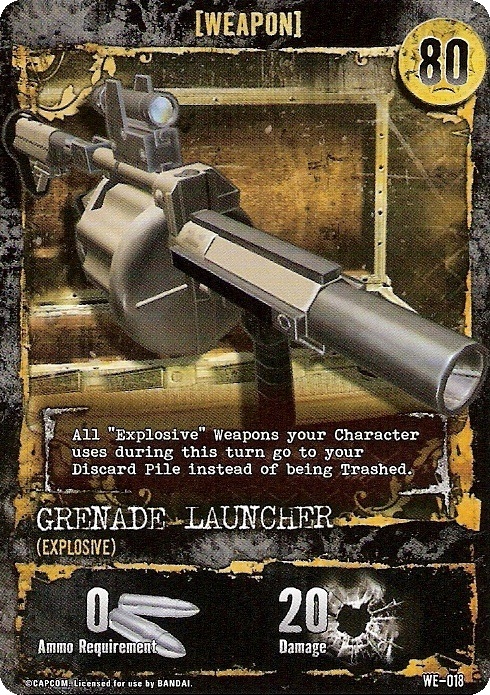 [WEAPON]
80
All "Explosive" Weapons your Character
uses during this turn go to your
Discard Pile instead of being Trashed.
GRENADE LAUNCHER
(EXPLOSIVE)
0
Ammo Requirement
20
Damage
©CAPCOM. Licensed for use by BANDAI.
WE-018